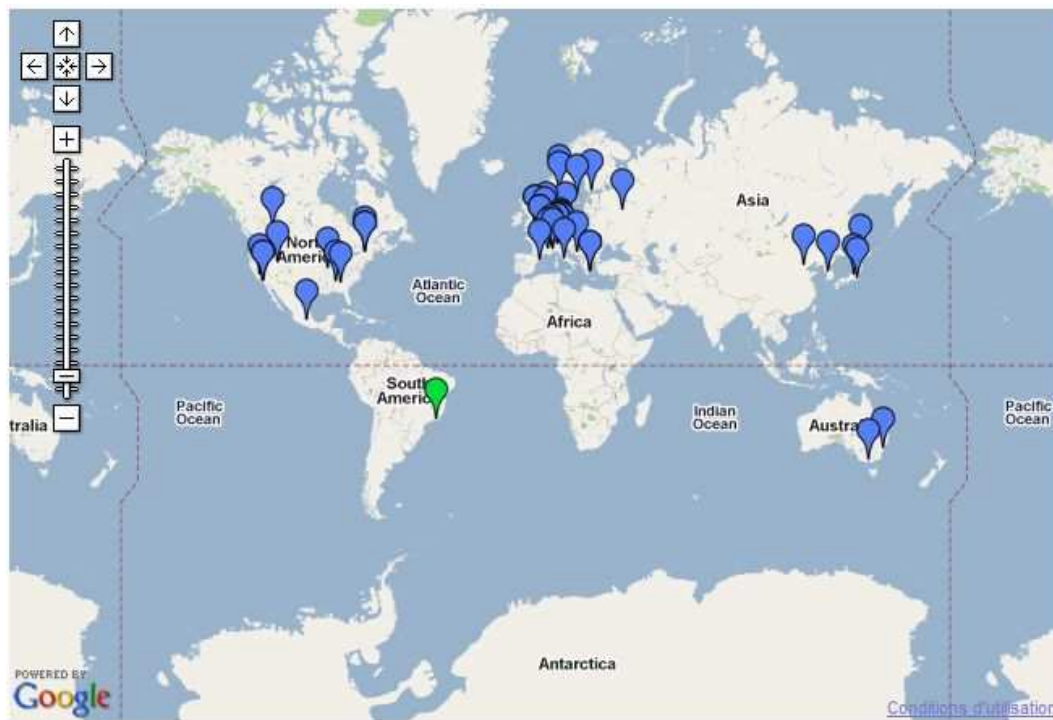 Asia
North
America
Atlantic
Ocean
Africa
South
America
Pacific
Ocean
Indian
Ocean
Pacific
Ocean
tralia
Austral
Antarctica
POWERED BY
Google
Conditions d'utilisation